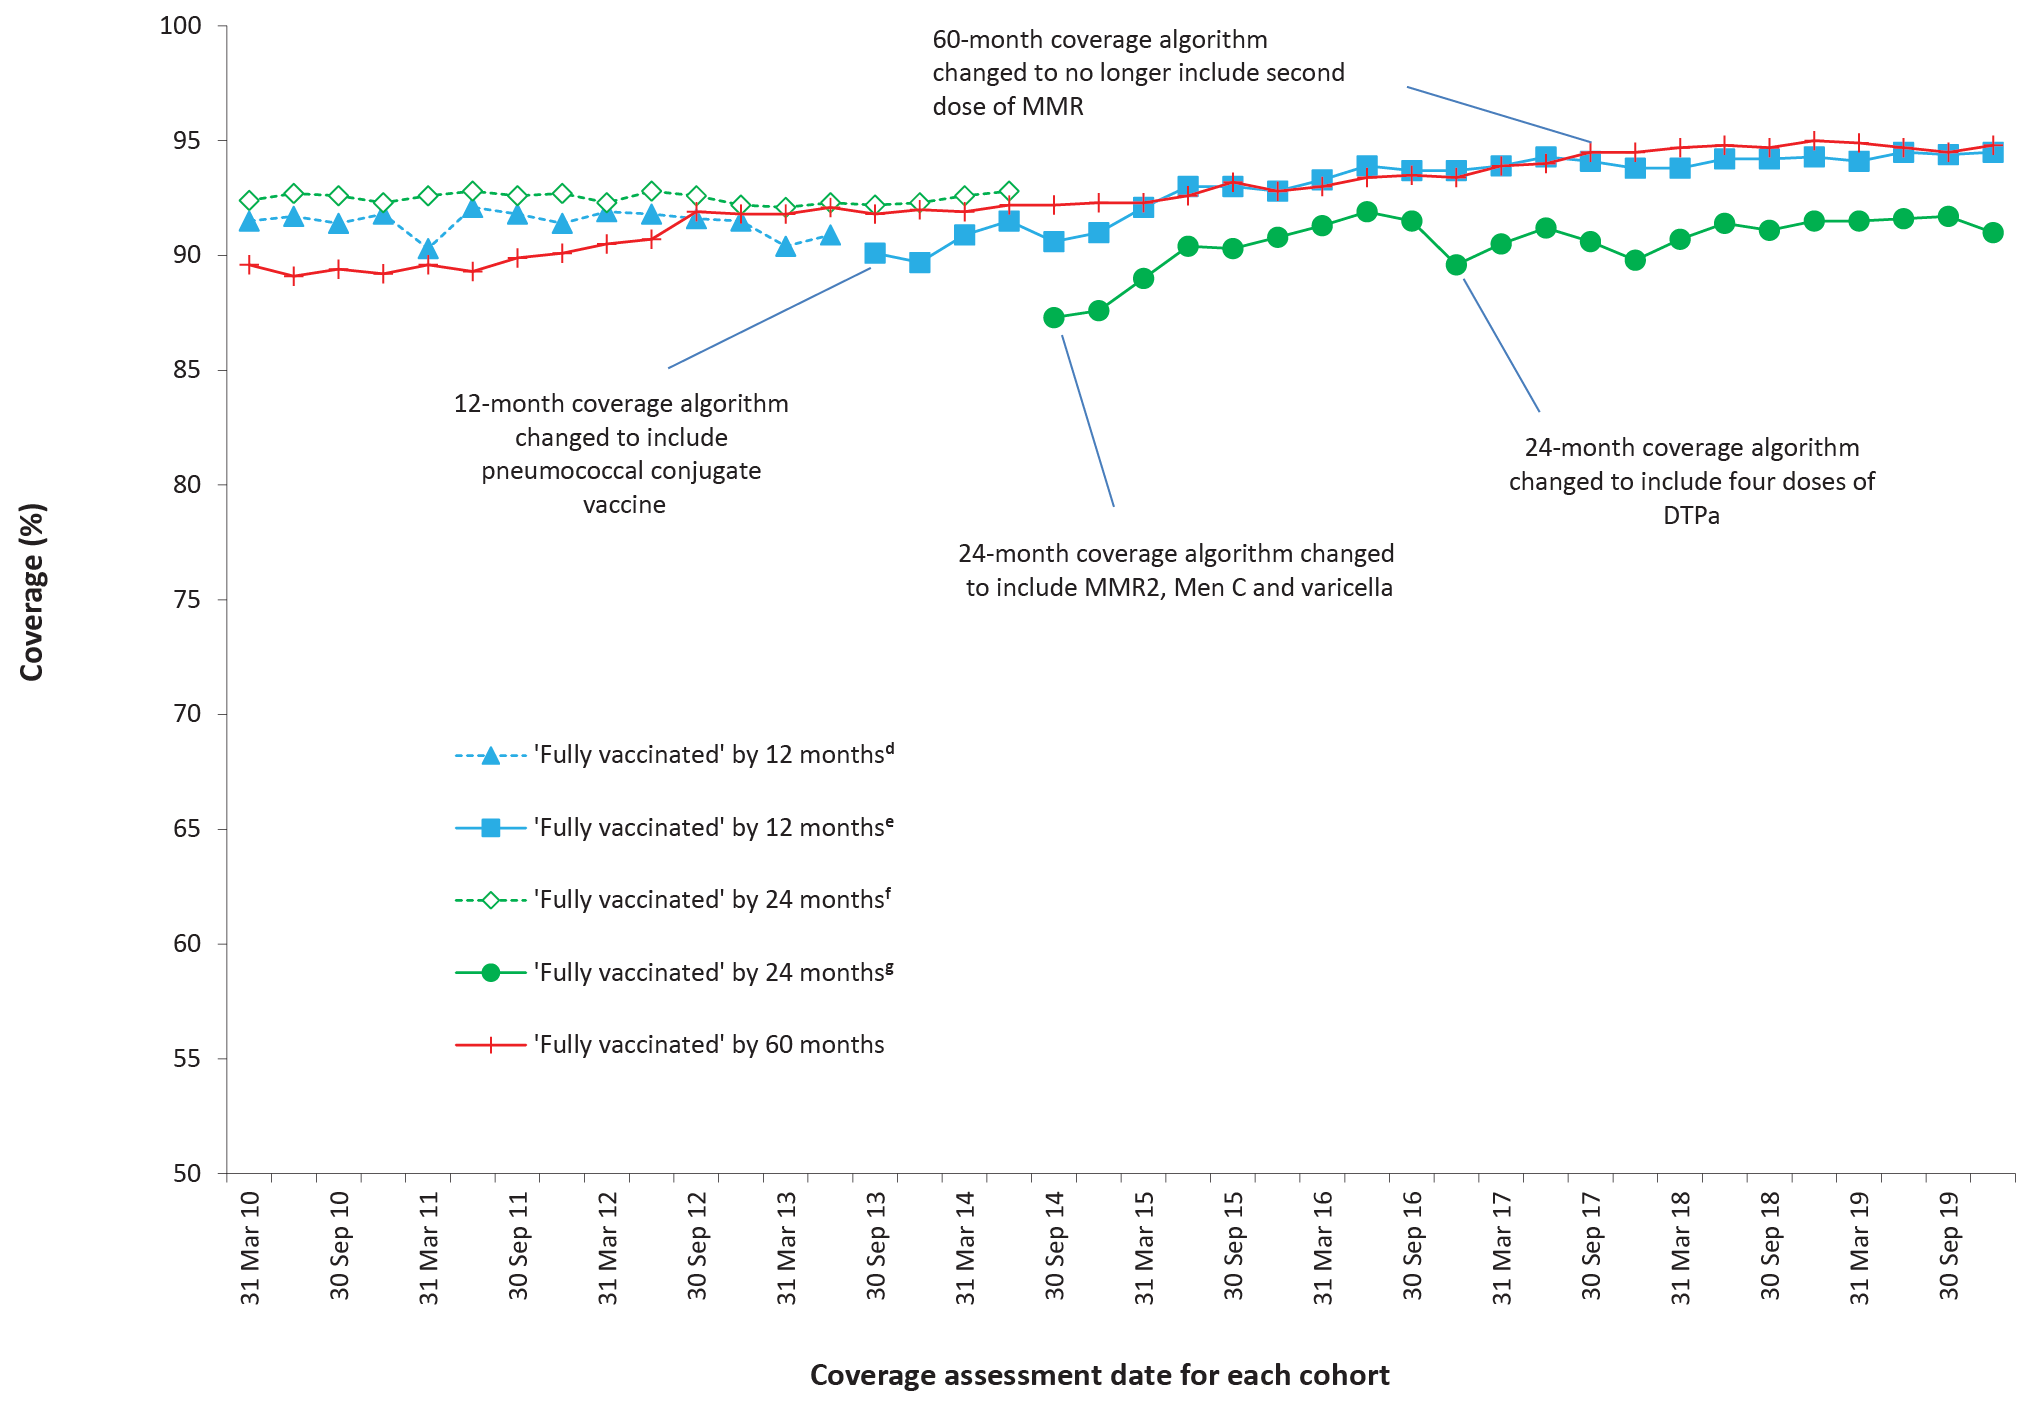 100
95
90
85
80
75
70
65
60
55
50
Coverage (%)
60-month coverage algorithm
changed to no longer include second
dose of MMR
12-month coverage algorithm
changed to include
pneumococcal conjugate
vaccine
24-month coverage algorithm changed
to include MMR2, Men C and varicella
24-month coverage algorithm
changed to include four doses of
DTPa
'Fully vaccinated' by 12 monthsᵈ
'Fully vaccinated' by 12 monthsᵉ
'Fully vaccinated' by 24 monthsᶠ
'Fully vaccinated' by 24 monthsᵍ
'Fully vaccinated' by 60 months
31 Mar 10
30 Sep 10
31 Mar 11
30 Sep 11
31 Mar 12
30 Sep 12
31 Mar 13
30 Sep 13
31 Mar 14
30 Sep 14
31 Mar 15
30 Sep 15
31 Mar 16
30 Sep 16
31 Mar 17
30 Sep 17
31 Mar 18
30 Sep 18
31 Mar 19
30 Sep 19
Coverage assessment date for each cohort